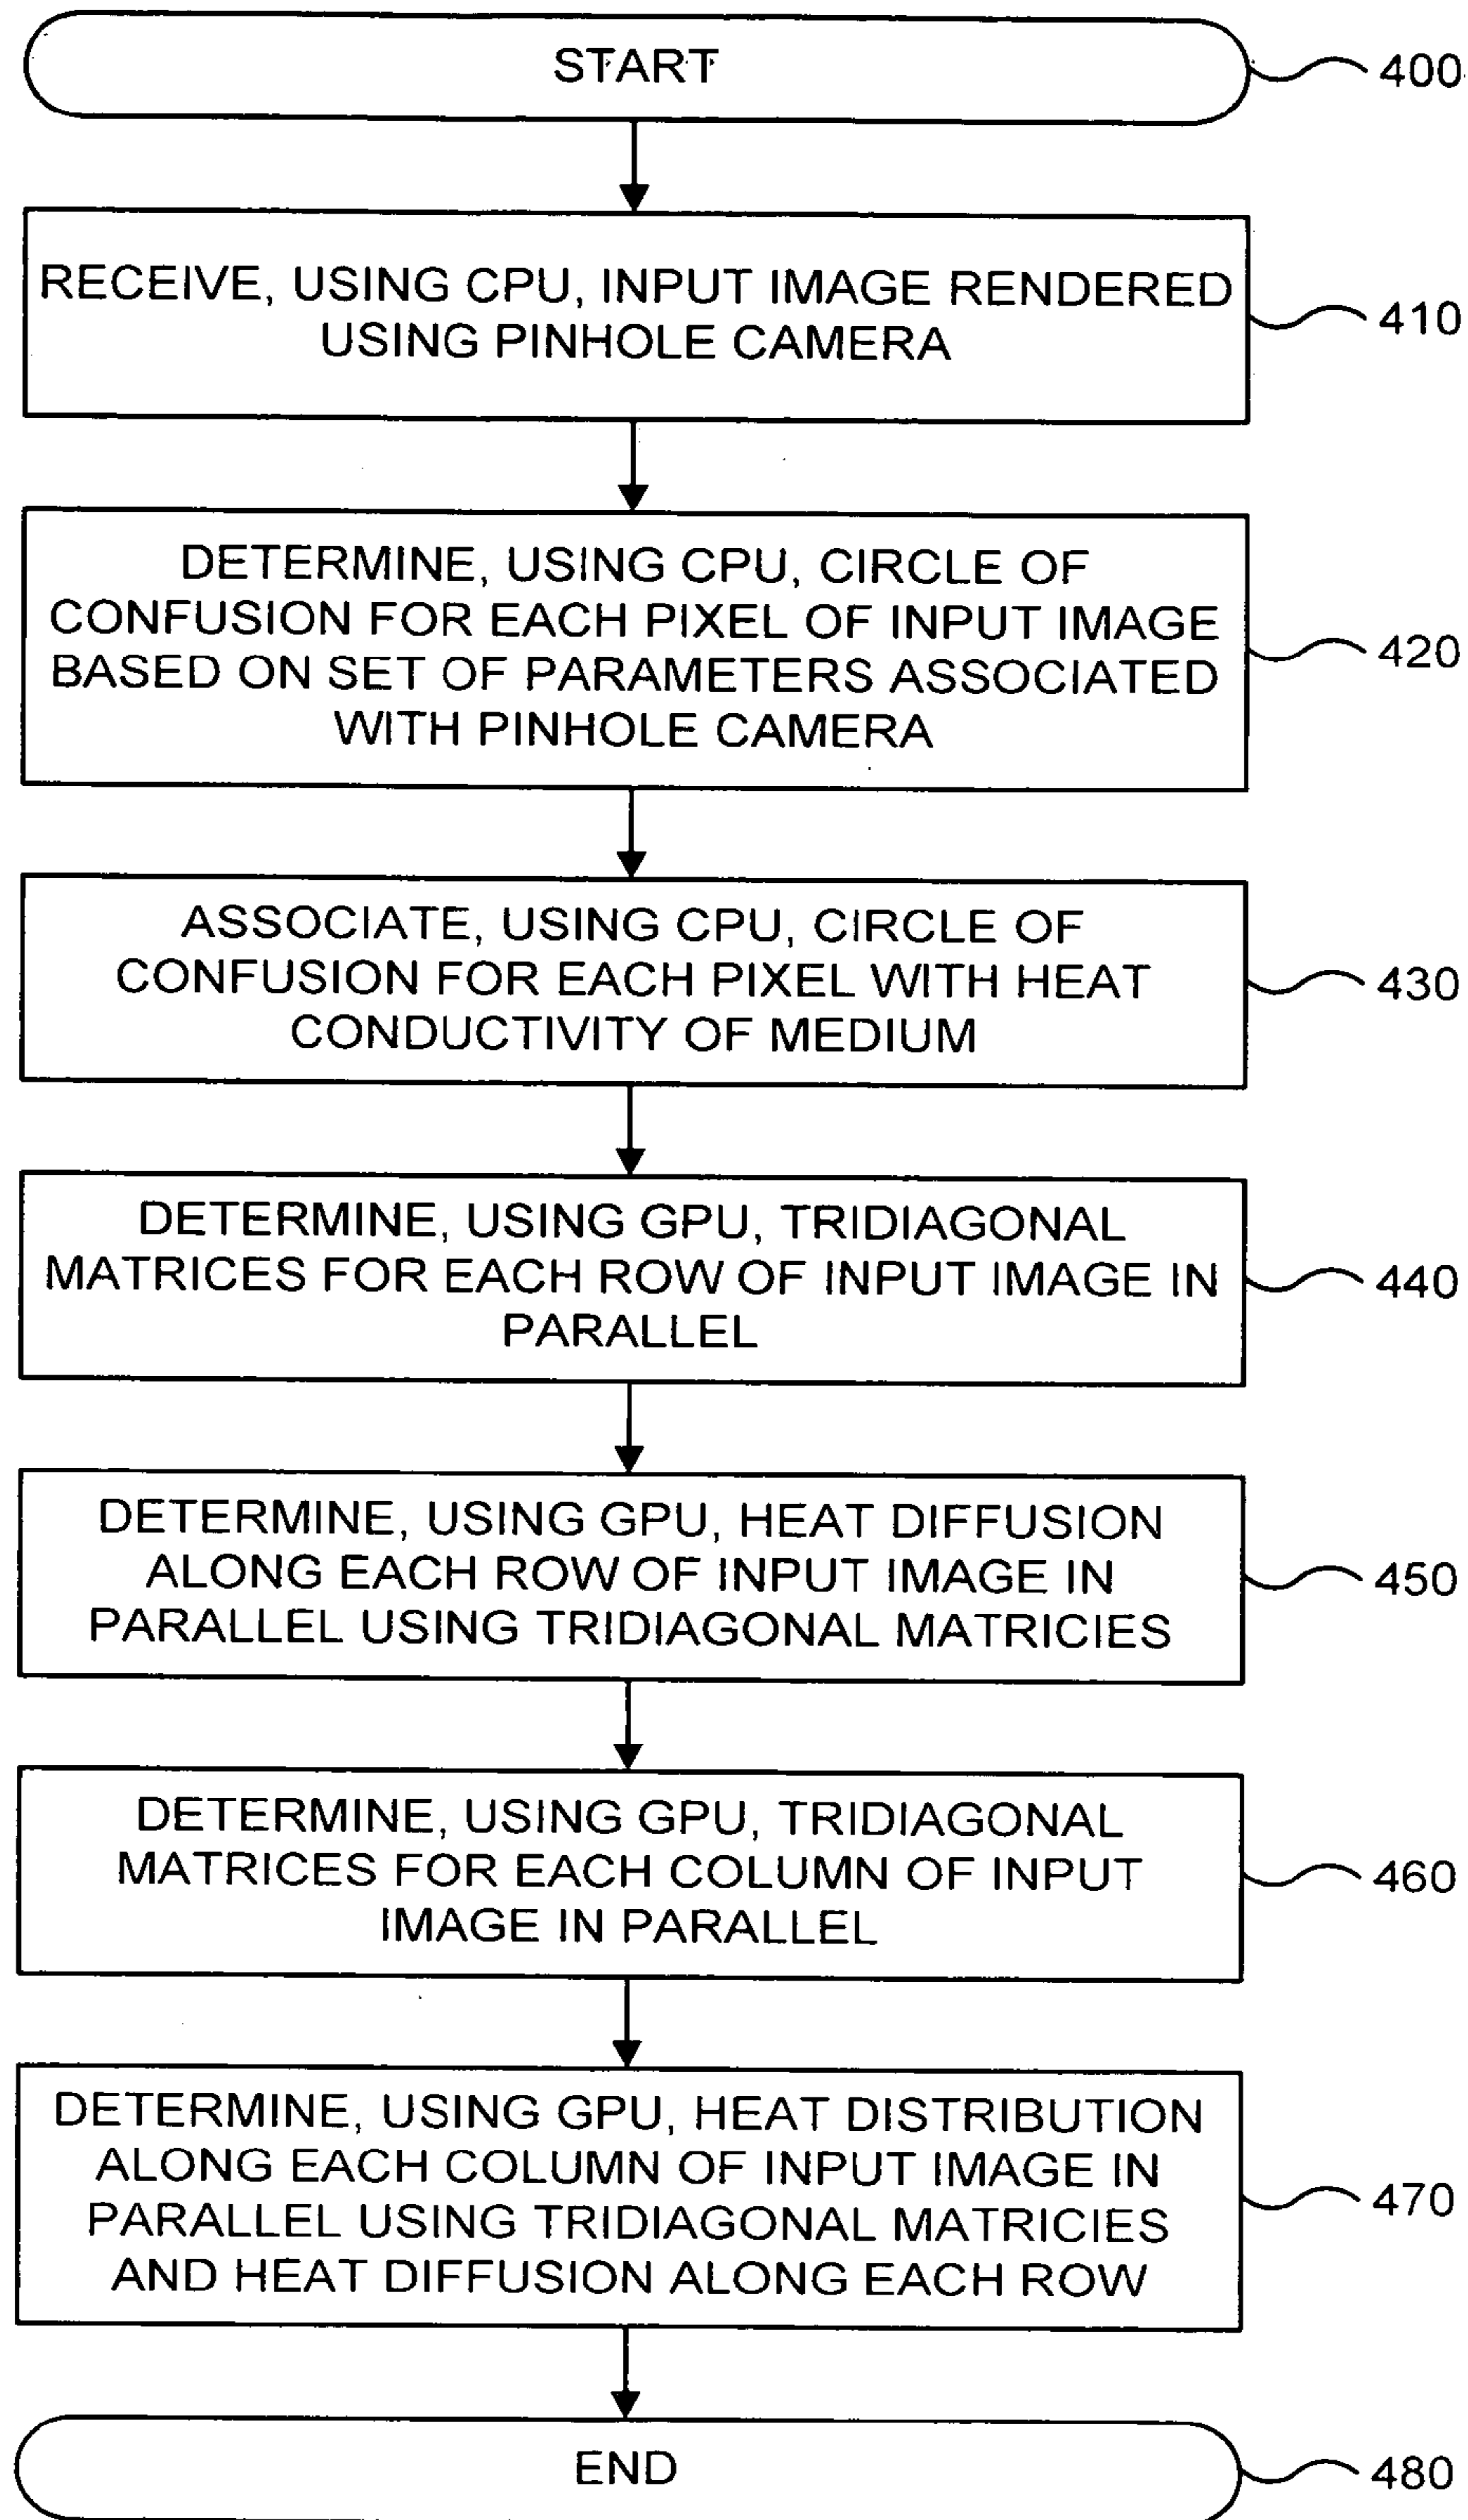 START
400
RECEIVE, USING CPU, INPUT IMAGE RENDERED
USING PINHOLE CAMERA
410
DETERMINE, USING CPU, CIRCLE OF
CONFUSION FOR EACH PIXEL OF INPUT IMAGE
BASED ON SET OF PARAMETERS ASSOCIATED
WITH PINHOLE CAMERA
420
ASSOCIATE, USING CPU, CIRCLE OF
CONFUSION FOR EACH PIXEL WITH HEAT
CONDUCTIVITY OF MEDIUM
430
DETERMINE, USING GPU, TRIDIAGONAL
MATRICES FOR EACH ROW OF INPUT IMAGE IN
PARALLEL
440
DETERMINE, USING GPU, HEAT DIFFUSION
ALONG EACH ROW OF INPUT IMAGE IN
PARALLEL USING TRIDIAGONAL MATRICIES
450
DETERMINE, USING GPU, TRIDIAGONAL
MATRICES FOR EACH COLUMN OF INPUT
IMAGE IN PARALLEL
460
DETERMINE, USING GPU, HEAT DISTRIBUTION
ALONG EACH COLUMN OF INPUT IMAGE IN
PARALLEL USING TRIDIAGONAL MATRICIES
AND HEAT DIFFUSION ALONG EACH ROW
470
END
480